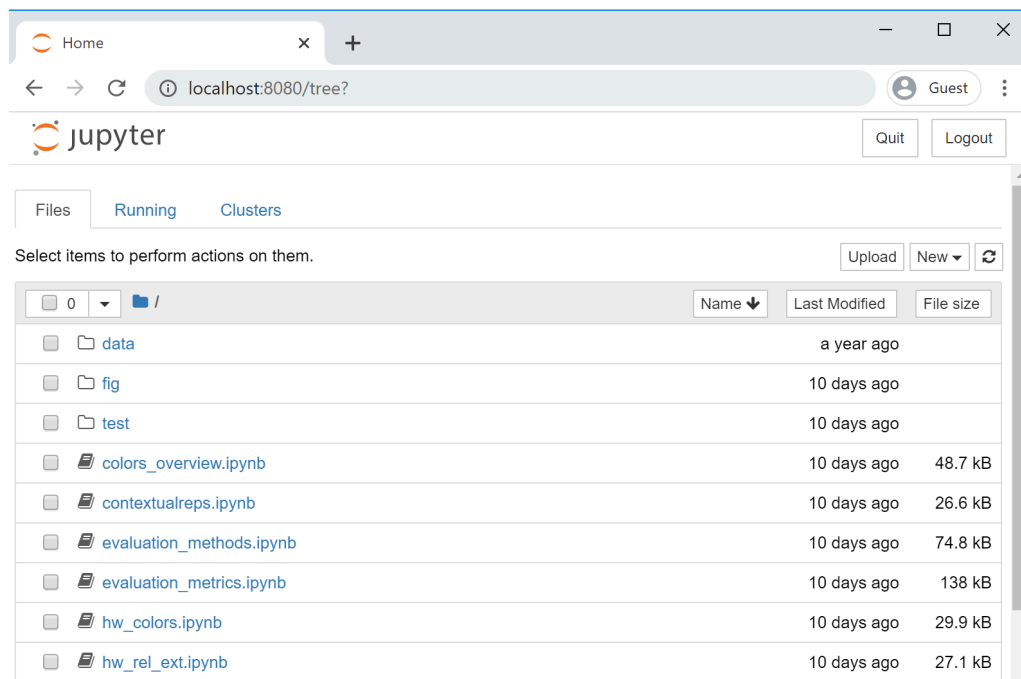 Home
localhost:8080/tree?
Guest
jupyter
Quit
Logout
Files
Running
Clusters
Select items to perform actions on them.
Upload
New
0
/
Name
Last Modified
File size
data
a year ago
fig
10 days ago
test
10 days ago
colors_overview.ipynb
10 days ago
48.7 kB
contextualreps.ipynb
10 days ago
26.6 kB
evaluation_methods.ipynb
10 days ago
74.8 kB
evaluation_metrics.ipynb
10 days ago
138 kB
hw_colors.ipynb
10 days ago
29.9 kB
hw_rel_ext.ipynb
10 days ago
27.1 kB